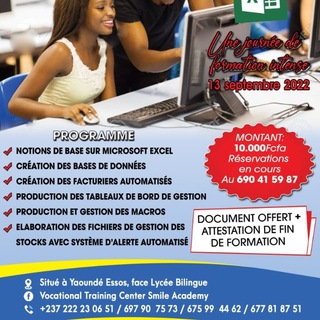 Une journée de
formation intense
13 septembre 2022
PROGRAMME
NOTIONS DE BASE SUR MICROSOFT EXCEL
CRÉATION DES BASES DE DONNÉES
CRÉATION DES FACTURIERS AUTOMATISÉS
PRODUCTION DES TABLEAUX DE BORD DE GESTION
PRODUCTION ET GESTION DES MACROS
ELABORATION DES FICHIERS DE GESTION DES
STOCKS AVEC SYSTÈME D'ALERTE AUTOMATISÉ
MONTANT:
10.000Fcfa
Réservations
en cours
Au 690 41 59 87
DOCUMENT OFFERT +
ATTESTATION DE FIN
DE FORMATION
Situé à Yaoundé Essos, face Lycée Bilingue
Vocational Training Center Smile Academy
+237 222 23 06 51 / 697 90 75 73 / 675 99 44 62 / 677 81 87 51